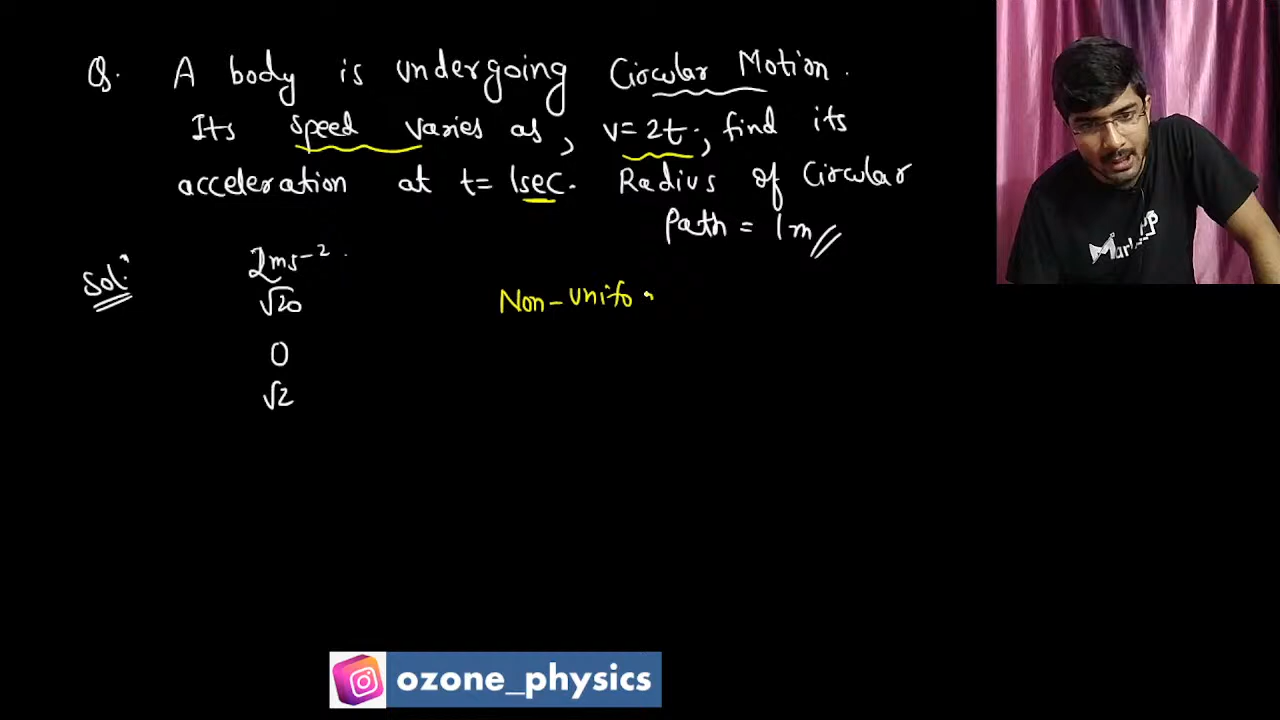 Q. A body is undergoing Circular Motion.
Its speed varies as, v = 2t, find its
acceleration at t = 1sec. Radius of Circular
Path = 1m
Sol:
2ms⁻²
√20
0
√2
Non-unifo
ozone_physics